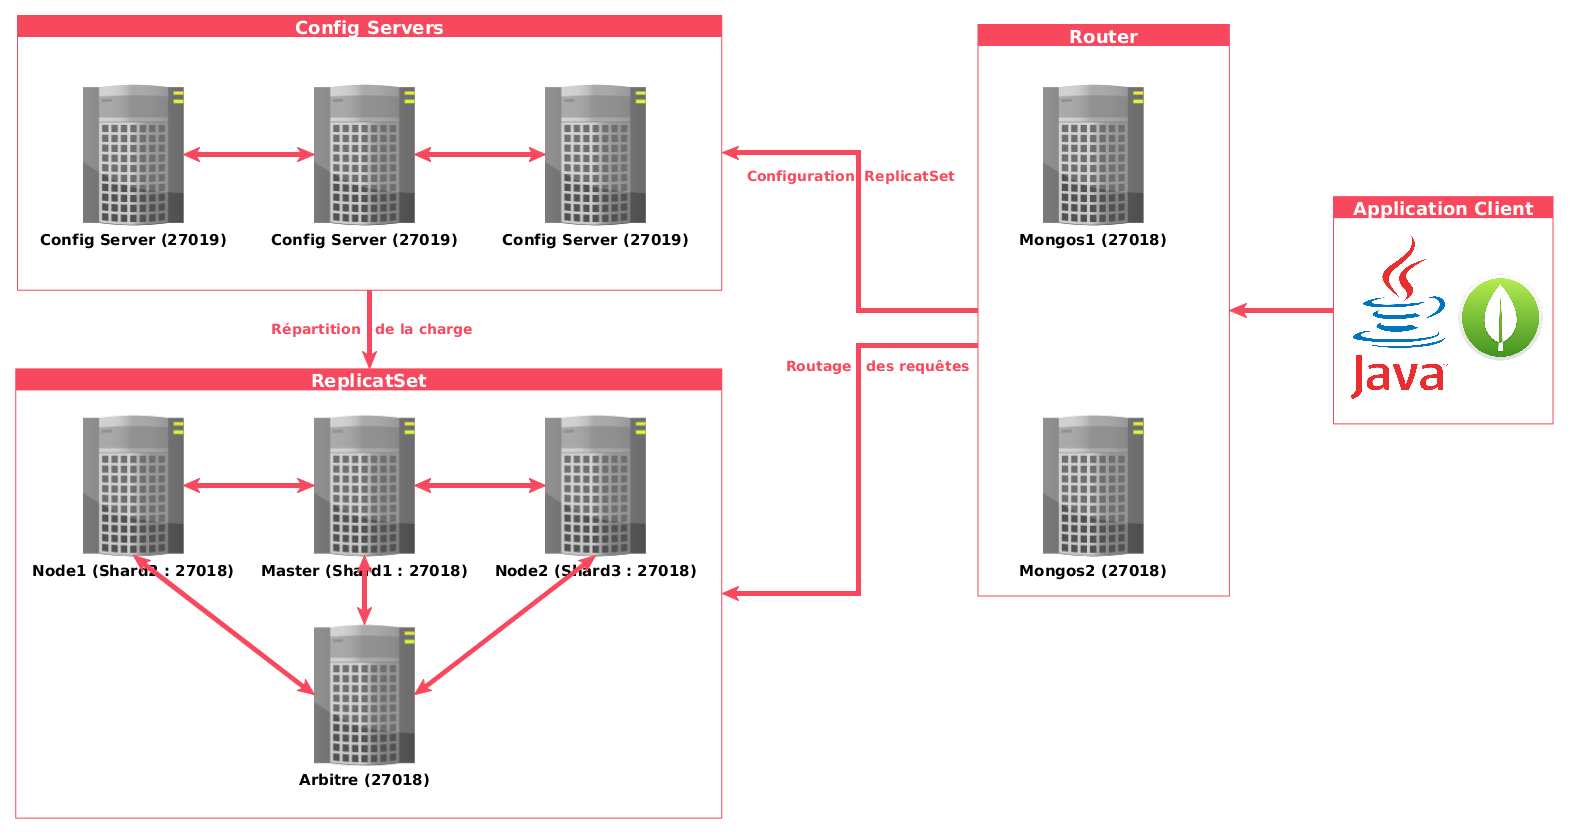 Config Servers
Config Server (27019)
Config Server (27019)
Config Server (27019)
Router
Mongos1 (27018)
Configuration ReplicatSet
Application Client
Java
Répartition de la charge
Routage des requêtes
ReplicatSet
Node1 (Shard2 : 27018)
Master (Shard1 : 27018)
Node2 (Shard3 : 27018)
Mongos2 (27018)
Arbitre (27018)